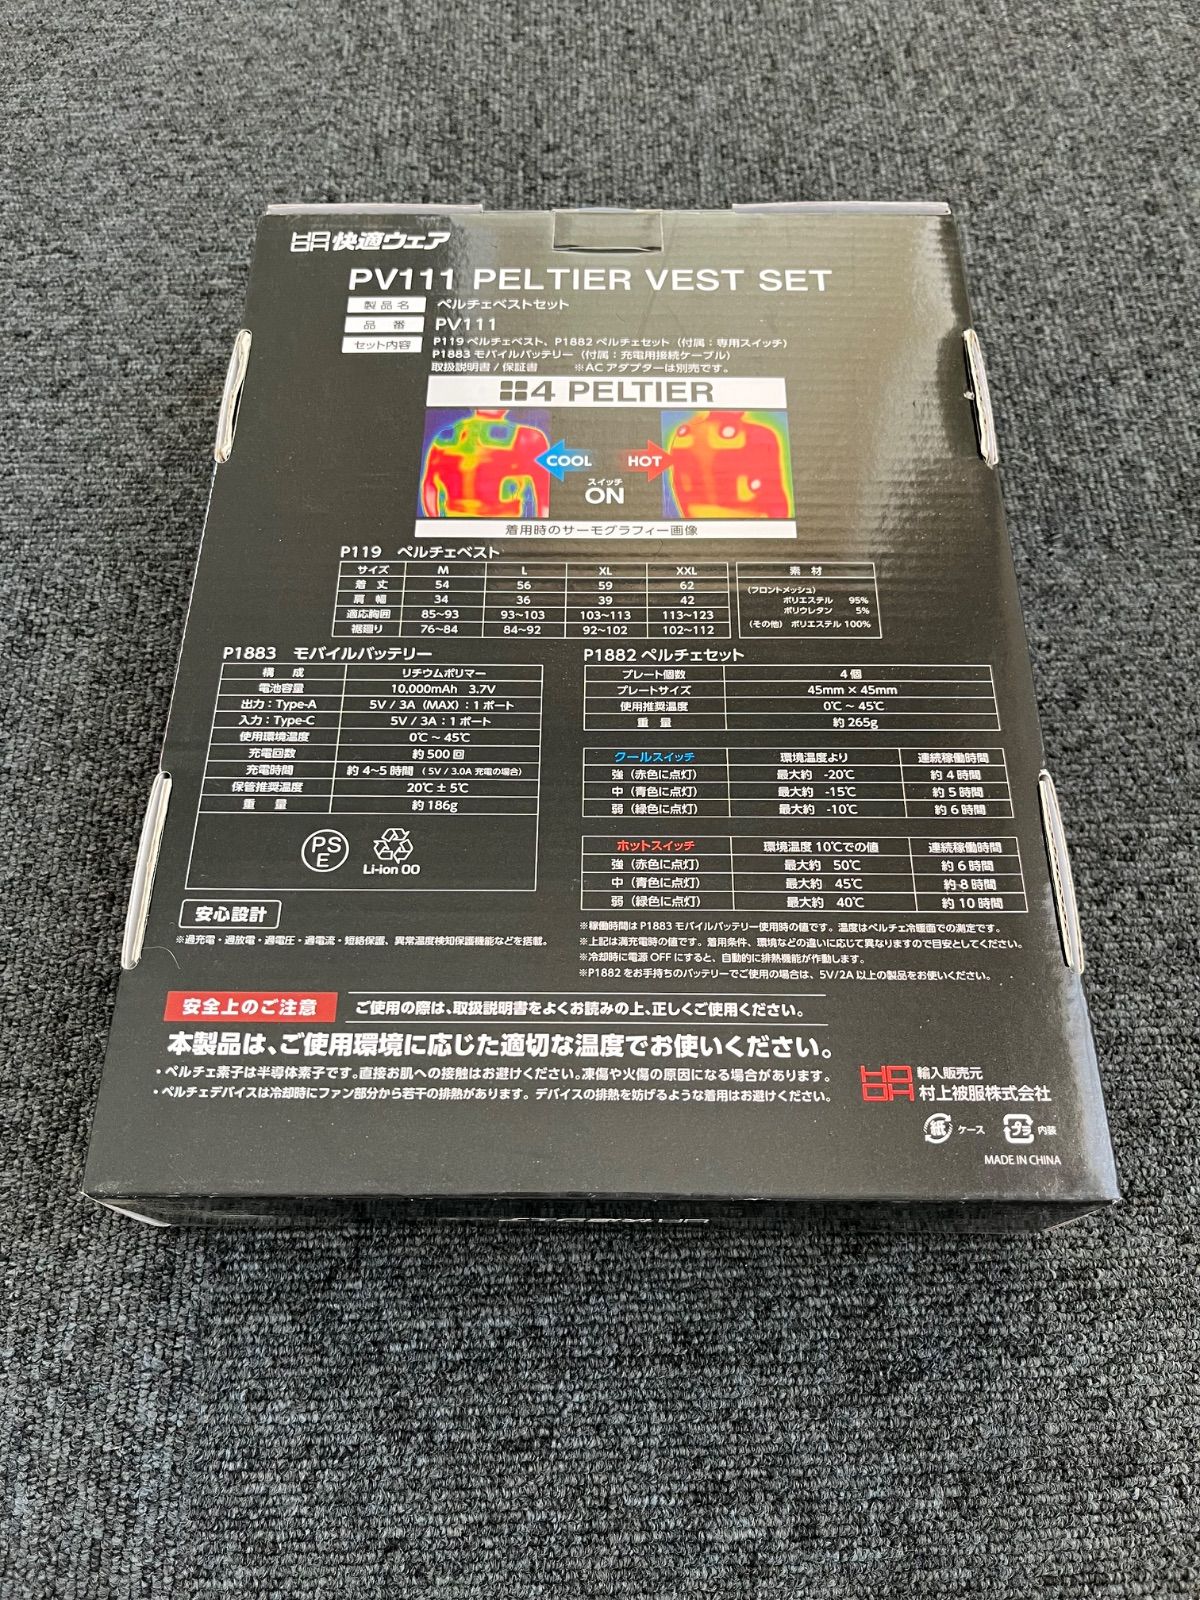 快適ウェア
PV111 PELTIER VEST SET
製品名 ペルチェベストセット
品番 PV111
セット内容 P119 ペルチェベスト、P1882 ペルチェセット（付属：専用スイッチ）
P1883 モバイルバッテリー（付属：充電用接続ケーブル）
取扱説明書 / 保証書 ※AC アダプターは別売です。
4 PELTIER
COOL HOT
スイッチ
ON
着用時のサーモグラフィー画像
P119 ペルチェベスト
サイズ M L XL XXL
着丈 54 56 59 62
肩幅 34 36 39 42
適応胸囲 85~93 93~103 103~113 113~123
裾廻り 76~84 84~92 92~102 102~112
素材
(フロントメッシュ)
ポリエステル 95%
ポリウレタン 5%
(その他) ポリエステル 100%
P1883 モバイルバッテリー
構成 リチウムポリマー
電池容量 10,000mAh 3.7V
出力：Type-A 5V / 3A（MAX）：1 ポート
入力：Type-C 5V / 3A：1 ポート
使用環境温度 0℃ ~ 45℃
充電回数 約 500 回
充電時間 約 4~5 時間 （5V / 3.0A 充電の場合）
保管推奨温度 20℃ ± 5℃
重量 約 186g
PS
E
Li-ion 00
P1882 ペルチェセット
プレート個数 4 個
プレートサイズ 45mm × 45mm
使用推奨温度 0℃ ~ 45℃
重量 約 265g
クールスイッチ 環境温度より 連続稼働時間
強（赤色に点灯） 最大約 -20℃ 約 4 時間
中（青色に点灯） 最大約 -15℃ 約 5 時間
弱（緑色に点灯） 最大約 -10℃ 約 6 時間
ホットスイッチ 環境温度 10℃での値 連続稼働時間
強（赤色に点灯） 最大約 50℃ 約 6 時間
中（青色に点灯） 最大約 45℃ 約 8 時間
弱（緑色に点灯） 最大約 40℃ 約 10 時間
※稼働時間は P1883 モバイルバッテリー使用時の値です。温度はペルチェ冷暖面での測定です。
※上記は満充電時の値です。着用条件、環境などの違いに応じて異なりますので目安としてください。
※冷却時に電源 OFF にすると、自動的に排熱機能が作動します。
※P1882 をお手持ちのバッテリーでご使用の場合は、5V/2A 以上の製品をお使いください。
安心設計
※過充電・過放電・過電圧・過電流・短絡保護、異常温度検知保護機能などを搭載。
安全上のご注意 ご使用の際は、取扱説明書をよくお読みの上、正しくご使用ください。
本製品は、ご使用環境に応じた適切な温度でお使いください。
・ペルチェ素子は半導体素子です。直接お肌への接触はお避けください。凍傷や火傷の原因になる場合があります。
・ペルチェデバイスは冷却時にファン部分から若干の排熱があります。デバイスの排熱を妨げるような着用はお避けください。
輸入販売元
村上被服株式会社
紙 ケース プラ 内装
MADE IN CHINA